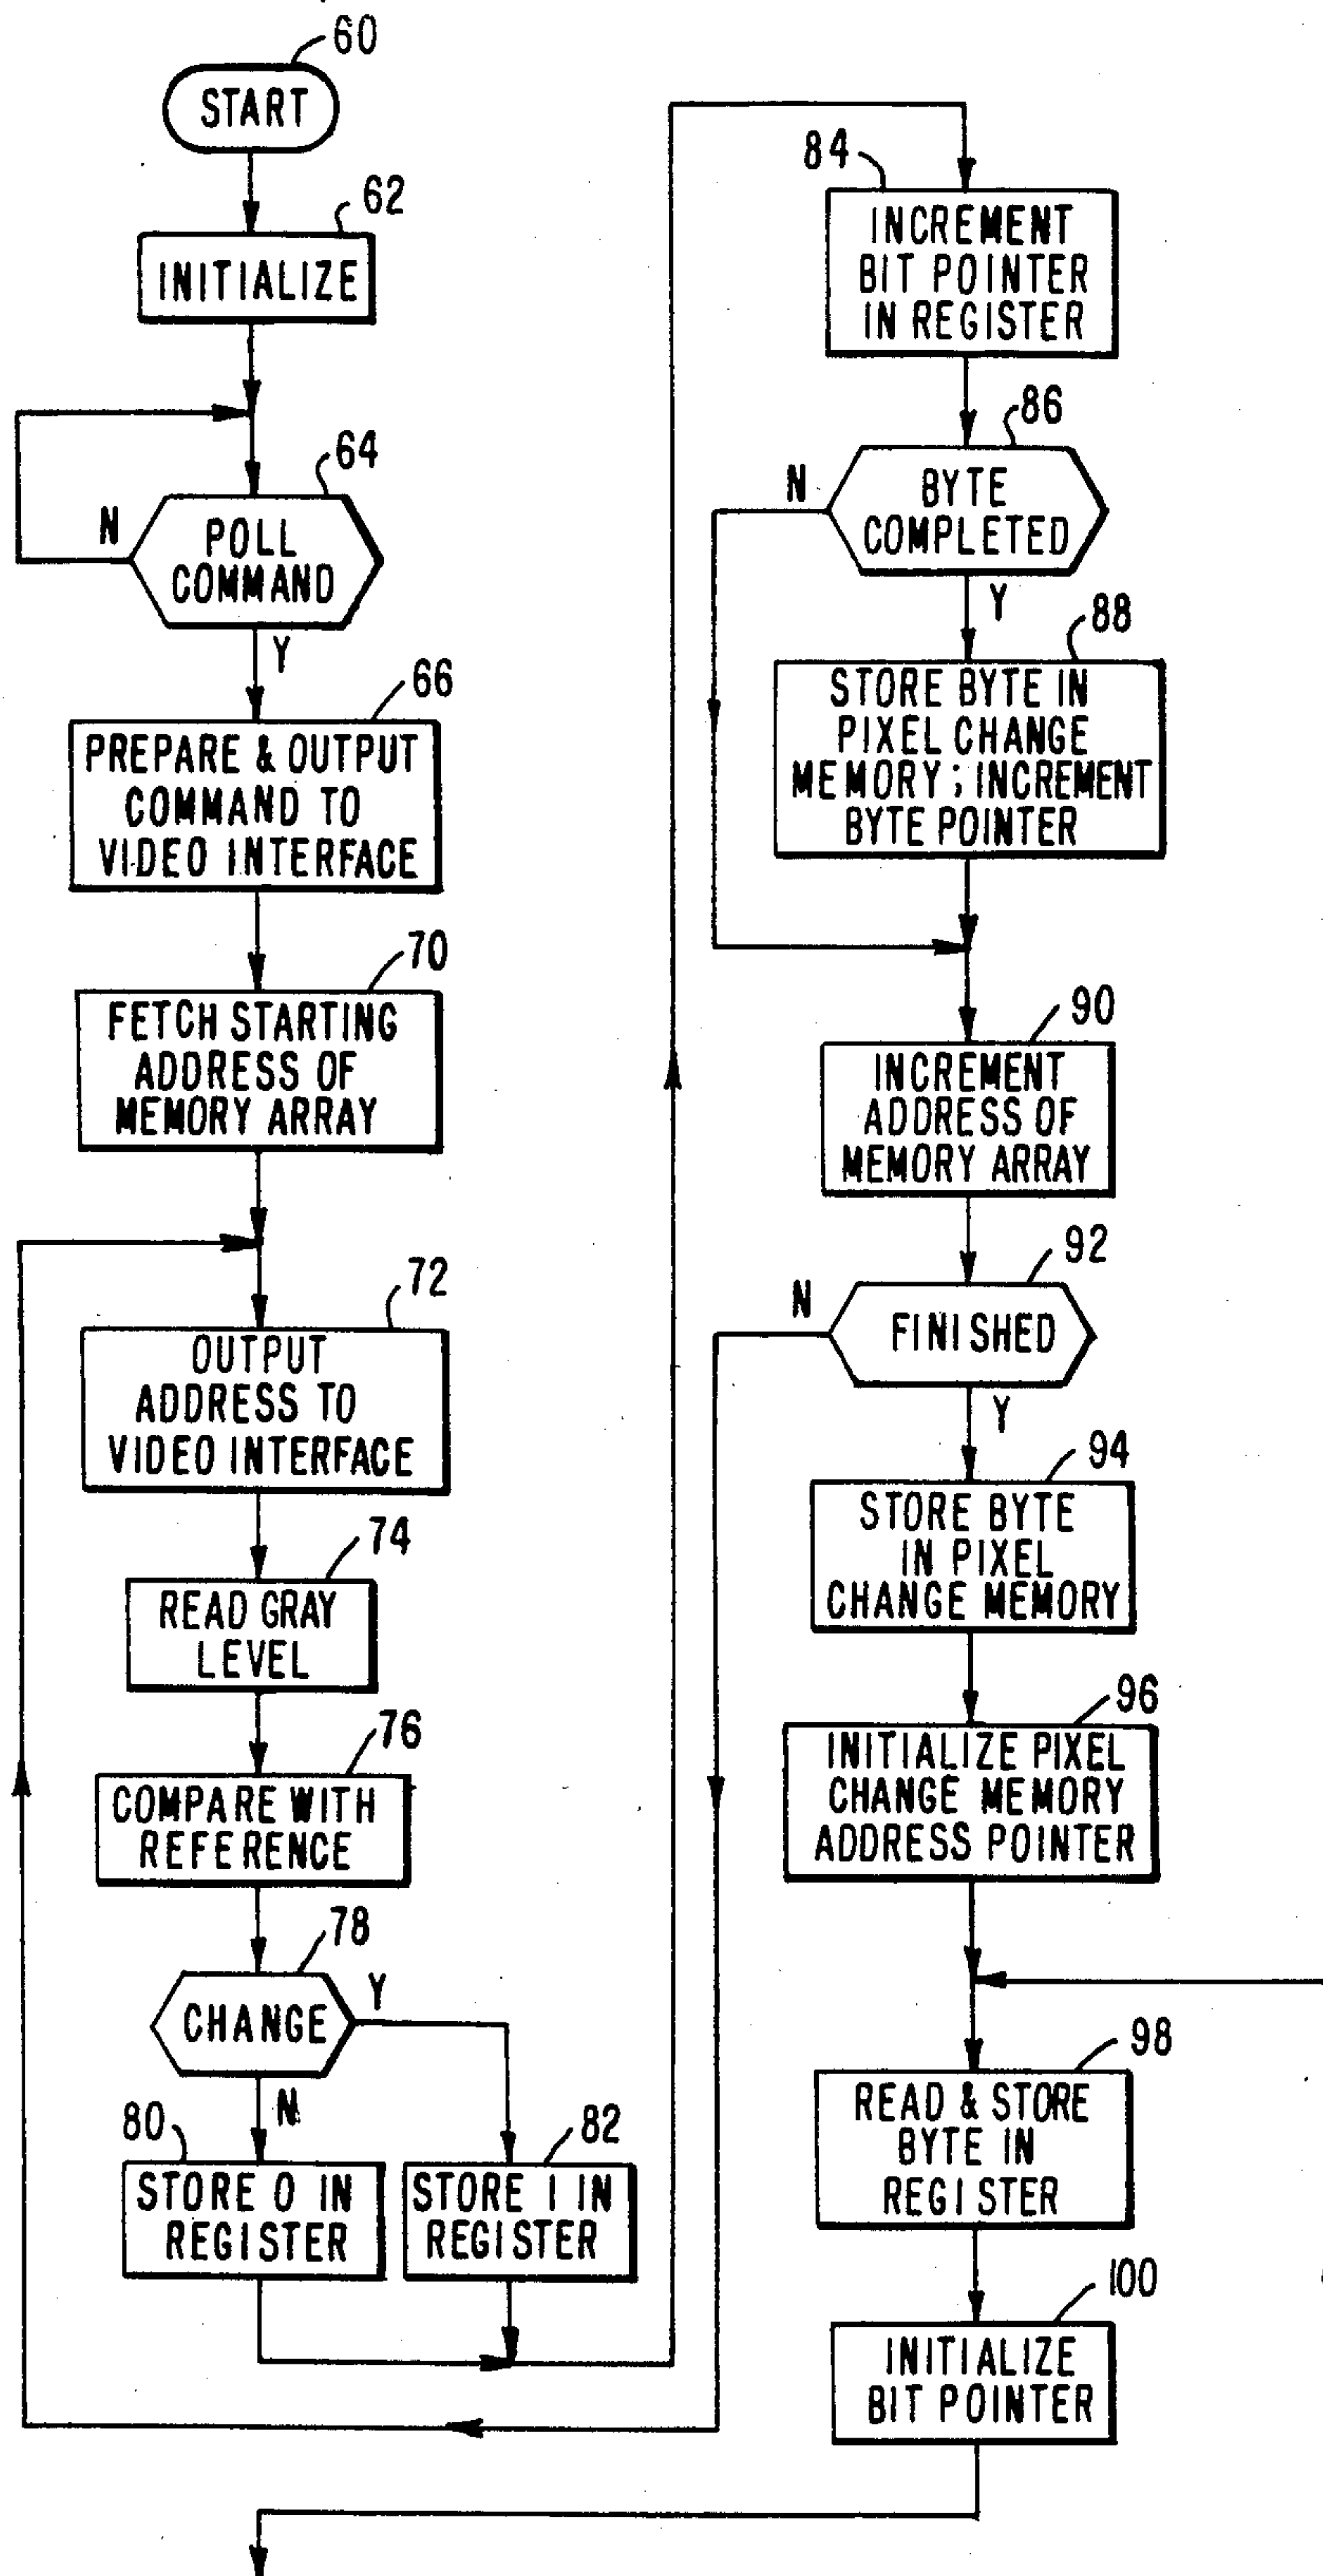 60
START
62
INITIALIZE
64
N
POLL
COMMAND
Y
66
PREPARE & OUTPUT
COMMAND TO
VIDEO INTERFACE
70
FETCH STARTING
ADDRESS OF
MEMORY ARRAY
72
OUTPUT
ADDRESS TO
VIDEO INTERFACE
74
READ GRAY
LEVEL
76
COMPARE WITH
REFERENCE
78
CHANGE
Y
N
80
STORE 0 IN
REGISTER
82
STORE 1 IN
REGISTER
84
INCREMENT
BIT POINTER
IN REGISTER
86
N
BYTE
COMPLETED
Y
88
STORE BYTE IN
PIXEL CHANGE
MEMORY; INCREMENT
BYTE POINTER
90
INCREMENT
ADDRESS OF
MEMORY ARRAY
92
N
FINISHED
Y
94
STORE BYTE
IN PIXEL
CHANGE MEMORY
96
INITIALIZE PIXEL
CHANGE MEMORY
ADDRESS POINTER
98
READ & STORE
BYTE IN
REGISTER
100
INITIALIZE
BIT POINTER